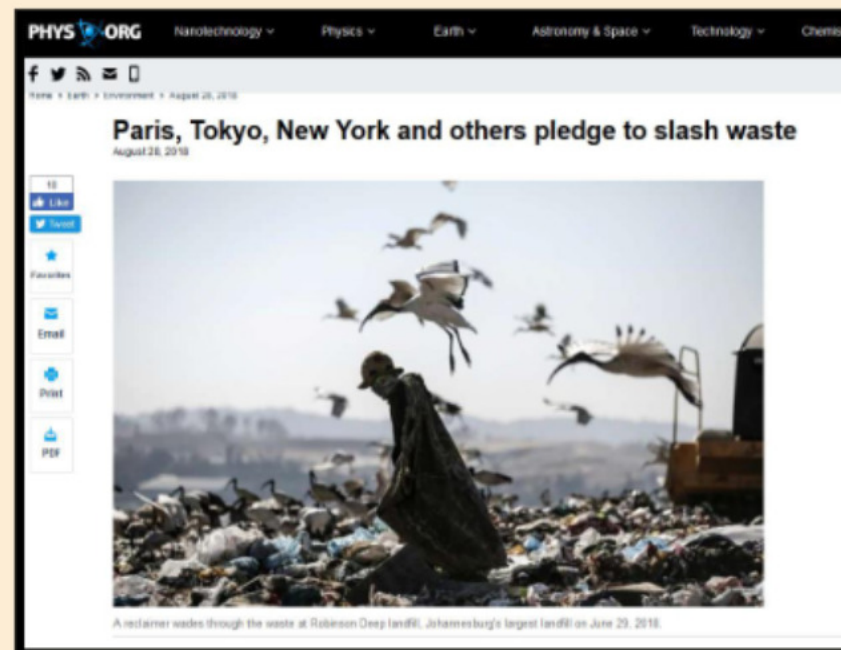 PHYS ORG
Nanotechnology
Physics
Earth
Astronomy & Space
Technology
Chemis
Home › Earth › Environment › August 28, 2018
Paris, Tokyo, New York and others pledge to slash waste
August 28, 2018
Like
Tweet
Favorites
Email
Print
PDF
A reclaimer wades through the waste at Robinson Deep landfill, Johannesburg's largest landfill on June 29, 2018.